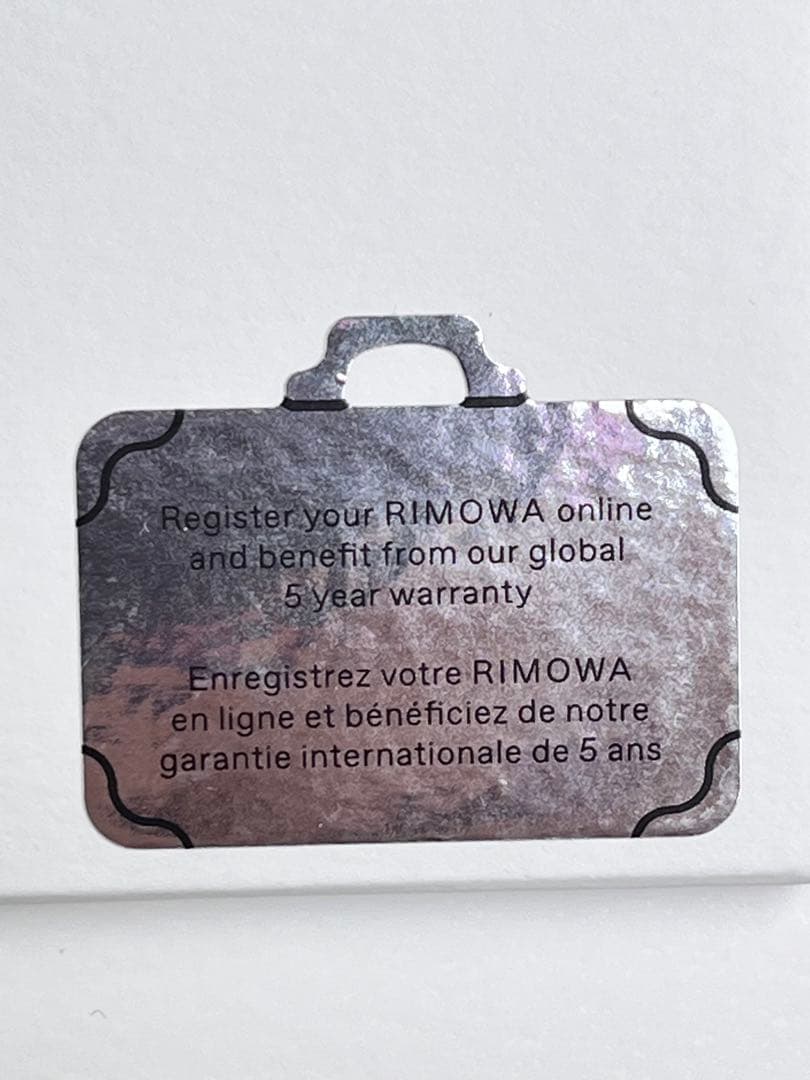 Register your RIMOWA online
and benefit from our global
5 year warranty
Enregistrez votre RIMOWA
en ligne et bénéficiez de notre
garantie internationale de 5 ans